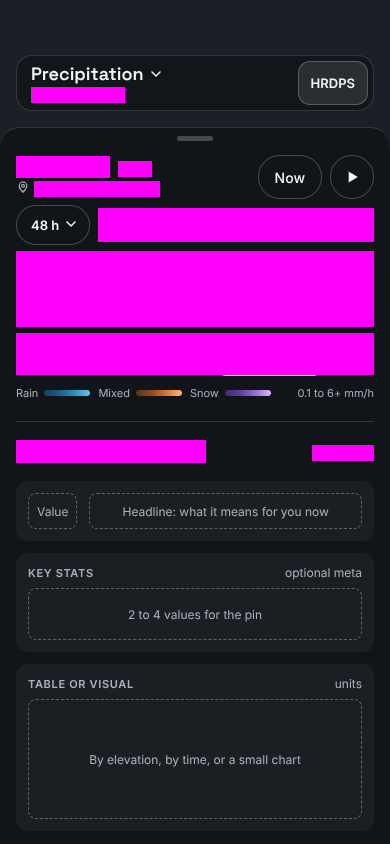 Precipitation
HRDPS
Now
48 h
Rain
Mixed
Snow
0.1 to 6+ mm/h
Value
Headline: what it means for you now
KEY STATS
optional meta
2 to 4 values for the pin
TABLE OR VISUAL
units
By elevation, by time, or a small chart